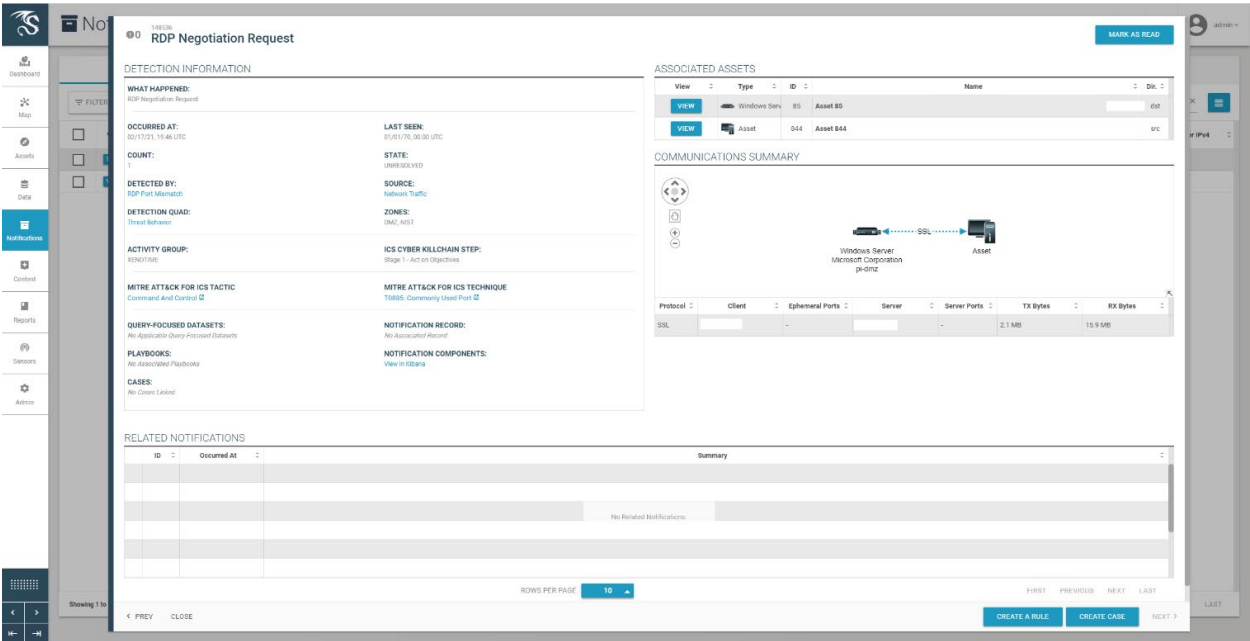 Noti
admin
Dashboard
Map
Assets
Data
Notifications
Content
Reports
Sensors
Admin
FILTER
r IPv4
Showing 1 to
LAST
148536
RDP Negotiation Request
MARK AS READ
DETECTION INFORMATION
WHAT HAPPENED:
RDP Negotiation Request
OCCURRED AT: LAST SEEN:
02/17/21, 19:46 UTC 01/01/70, 00:00 UTC
COUNT: STATE:
1 UNRESOLVED
DETECTED BY: SOURCE:
RDP Port Mismatch Network Traffic
DETECTION QUAD: ZONES:
Threat Behavior DMZ, NIST
ACTIVITY GROUP: ICS CYBER KILLCHAIN STEP:
XENOTIME Stage 1 - Act on Objectives
MITRE ATT&CK FOR ICS TACTIC MITRE ATT&CK FOR ICS TECHNIQUE
Command And Control T0885: Commonly Used Port
QUERY-FOCUSED DATASETS: NOTIFICATION RECORD:
No Applicable Query-Focused Datasets No Associated Record
PLAYBOOKS: NOTIFICATION COMPONENTS:
No Associated Playbooks View in Kibana
CASES:
No Cases Linked
ASSOCIATED ASSETS
View Type ID Name Dir.
VIEW Windows Serv 85 Asset 85 dst
VIEW Asset 844 Asset 844 src
COMMUNICATIONS SUMMARY
SSL
Windows Server Asset
Microsoft Corporation
pi-dmz
Protocol Client Ephemeral Ports Server Server Ports TX Bytes RX Bytes
SSL - - 2.1 MB 15.9 MB
RELATED NOTIFICATIONS
ID Occurred At Summary
No Related Notifications.
ROWS PER PAGE 10 FIRST PREVIOUS NEXT LAST
< PREV CLOSE CREATE A RULE CREATE CASE NEXT >